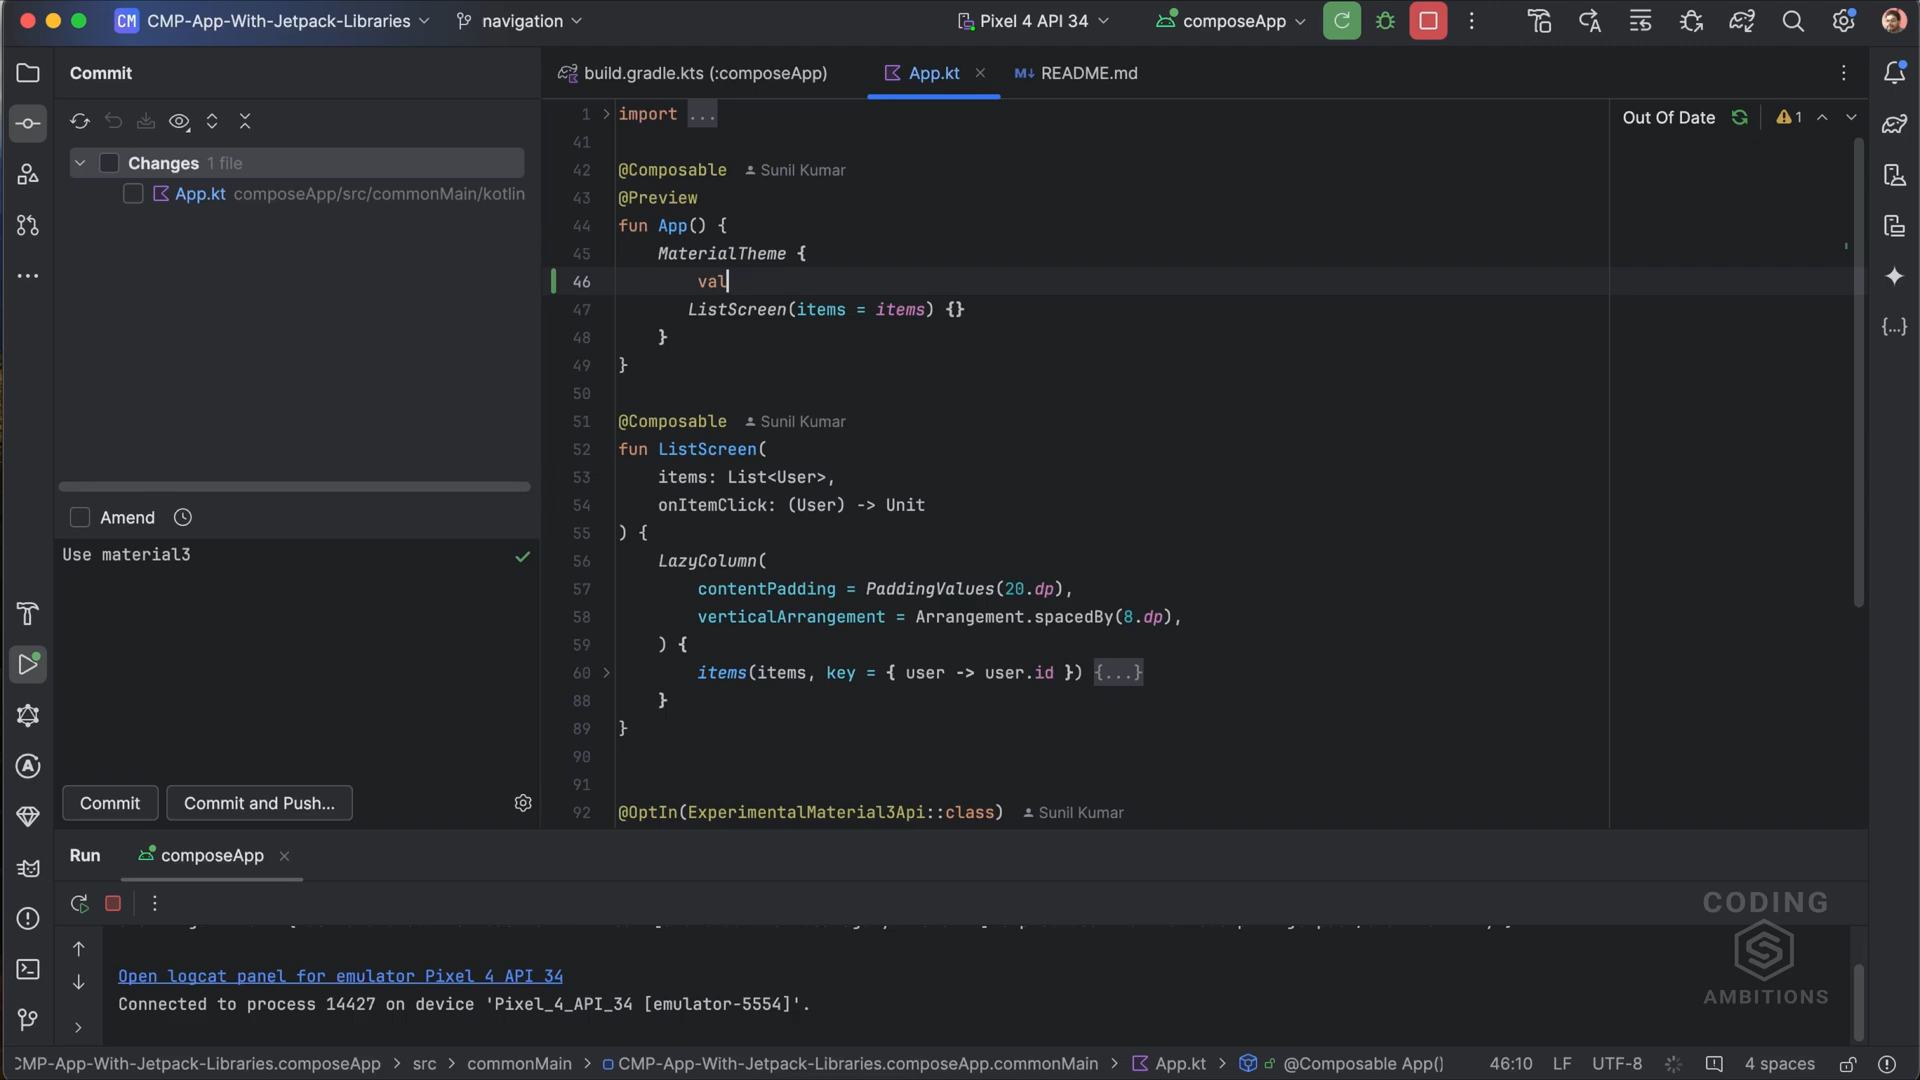 CM CMP-App-With-Jetpack-Libraries navigation Pixel 4 API 34 composeApp
Commit
build.gradle.kts (:composeApp) App.kt M↓ README.md
Out Of Date 1
Changes 1 file
App.kt composeApp/src/commonMain/kotlin
1 import ...
41
42 @Composable Sunil Kumar
43 @Preview
44 fun App() {
45 MaterialTheme {
46 val
47 ListScreen(items = items) {}
48 }
49 }
50
51 @Composable Sunil Kumar
52 fun ListScreen(
53 items: List<User>,
54 onItemClick: (User) -> Unit
55 ) {
56 LazyColumn(
57 contentPadding = PaddingValues(20.dp),
58 verticalArrangement = Arrangement.spacedBy(8.dp),
59 ) {
60 items(items, key = { user -> user.id }) {...}
88 }
89 }
90
91
92 @OptIn(ExperimentalMaterial3Api::class) Sunil Kumar
Amend
Use material3
Commit Commit and Push...
Run composeApp
Open logcat panel for emulator Pixel 4 API 34
Connected to process 14427 on device 'Pixel_4_API_34 [emulator-5554]'.
CODING
AMBITIONS
CMP-App-With-Jetpack-Libraries.composeApp > src > commonMain > CMP-App-With-Jetpack-Libraries.composeApp.commonMain > App.kt > @Composable App() 46:10 LF UTF-8 4 spaces